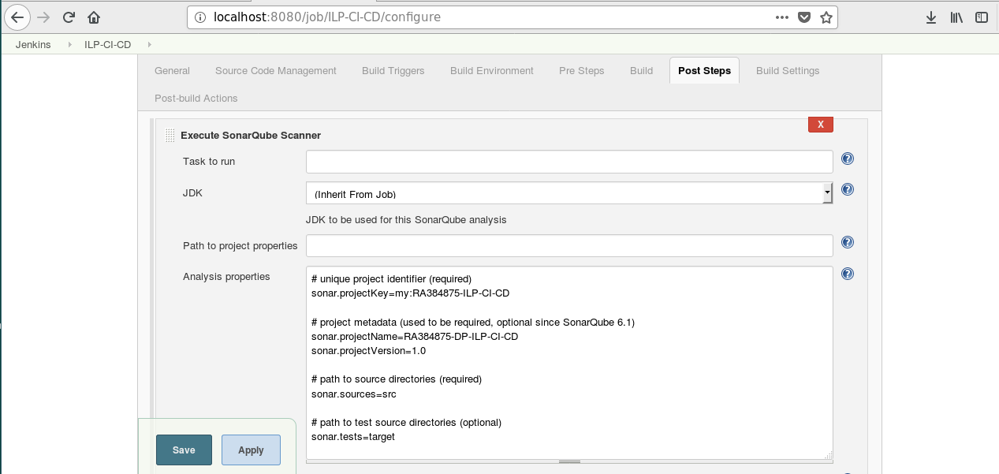 localhost:8080/job/ILP-CI-CD/configure
Jenkins ILP-CI-CD
General Source Code Management Build Triggers Build Environment Pre Steps Build Post Steps Build Settings
Post-build Actions
X
Execute SonarQube Scanner
Task to run
?
JDK
(Inherit From Job)
?
JDK to be used for this SonarQube analysis
Path to project properties
?
Analysis properties
?
# unique project identifier (required)
sonar.projectKey=my:RA384875-ILP-CI-CD
# project metadata (used to be required, optional since SonarQube 6.1)
sonar.projectName=RA384875-DP-ILP-CI-CD
sonar.projectVersion=1.0
# path to source directories (required)
sonar.sources=src
# path to test source directories (optional)
sonar.tests=target
Save Apply